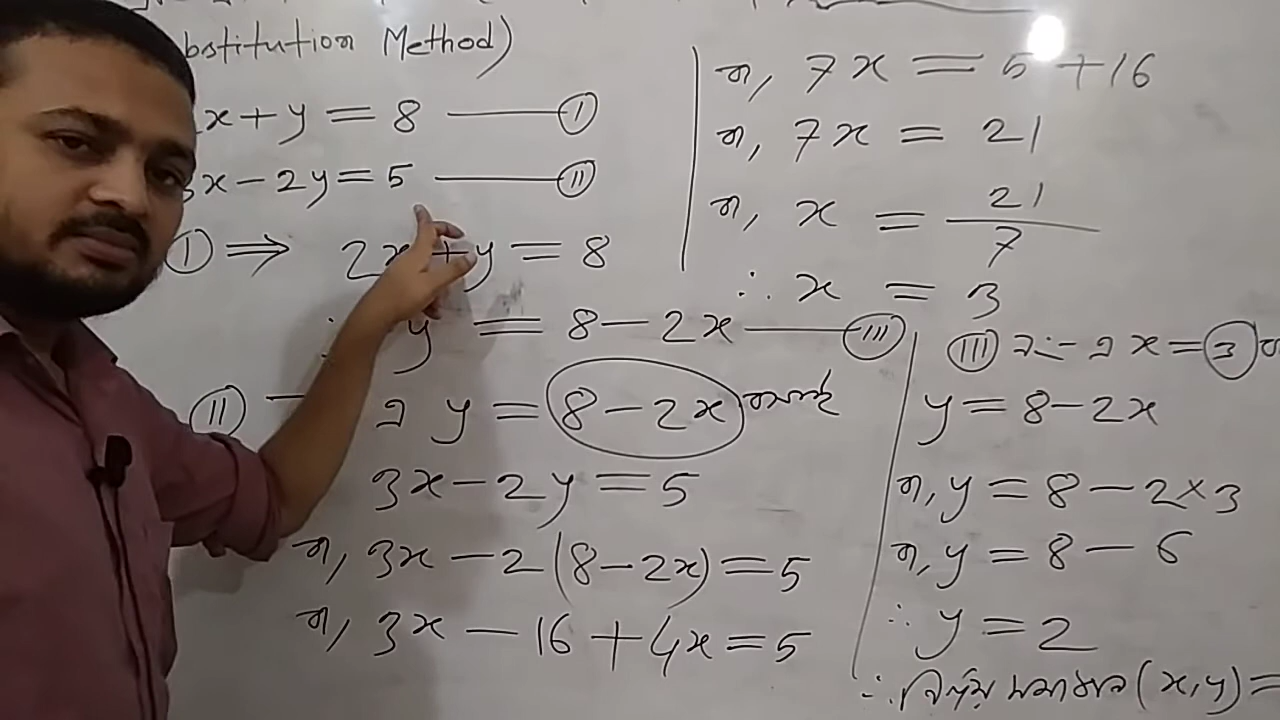 bstitution Method)
x + y = 8 —— (I)
3x − 2y = 5 —— (II)
(I) ⇒ 2x + y = 8
∴ y = 8 − 2x —— (III)
(II) এ y = 8 − 2x বসাই
3x − 2y = 5
বা, 3x − 2(8 − 2x) = 5
বা, 3x − 16 + 4x = 5
বা, 7x = 5 + 16
বা, 7x = 21
বা, x = 21/7
∴ x = 3
(III) নং এ x = 3
y = 8 − 2x
বা, y = 8 − 2 × 3
বা, y = 8 − 6
∴ y = 2
∴ নির্ণেয় সমাধান (x, y) =